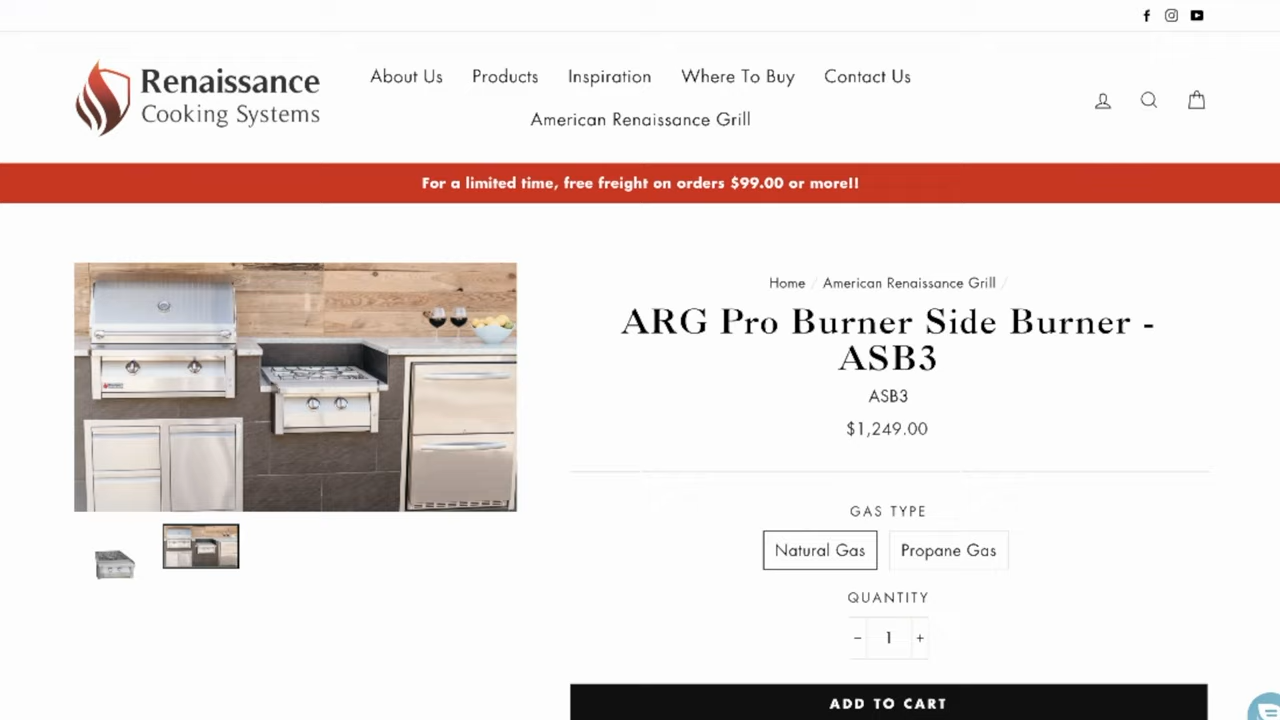 Renaissance
Cooking Systems
About Us Products Inspiration Where To Buy Contact Us
American Renaissance Grill
For a limited time, free freight on orders $99.00 or more!!
Home / American Renaissance Grill /
ARG Pro Burner Side Burner -
ASB3
ASB3
$1,249.00
GAS TYPE
Natural Gas Propane Gas
QUANTITY
− 1 +
ADD TO CART